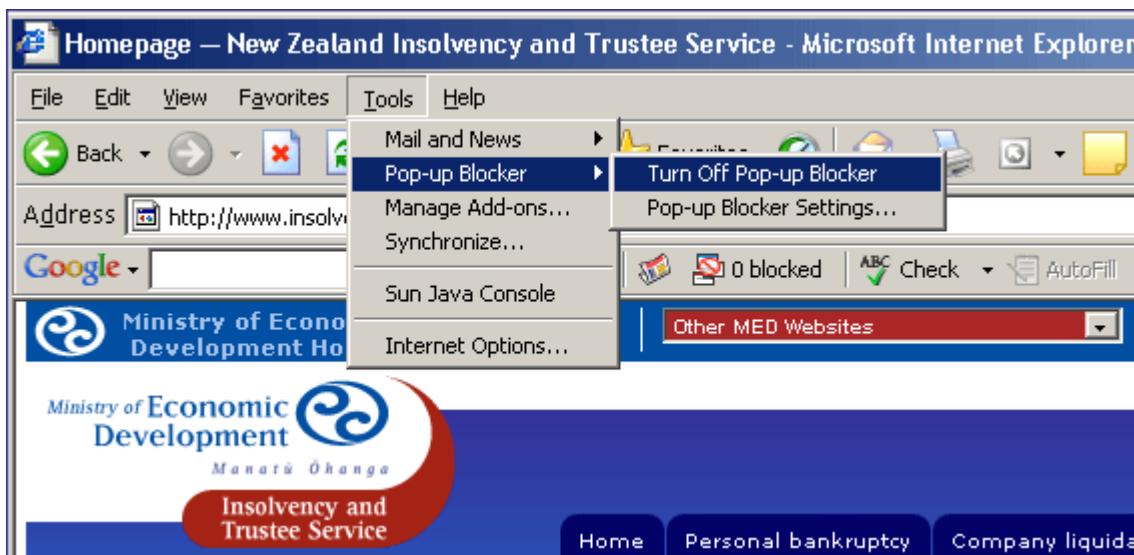 Homepage — New Zealand Insolvency and Trustee Service - Microsoft Internet Explorer
File Edit View Favorites Tools Help
Back
Mail and News
Pop-up Blocker
Turn Off Pop-up Blocker
Manage Add-ons...
Pop-up Blocker Settings...
Address http://www.insolv
Synchronize...
Google
0 blocked ABC Check AutoFill
Sun Java Console
Internet Options...
Ministry of Econo
Development Ho
Other MED Websites
Ministry of Economic
Development
Manatū Ōhanga
Insolvency and
Trustee Service
Home Personal bankruptcy Company liquida